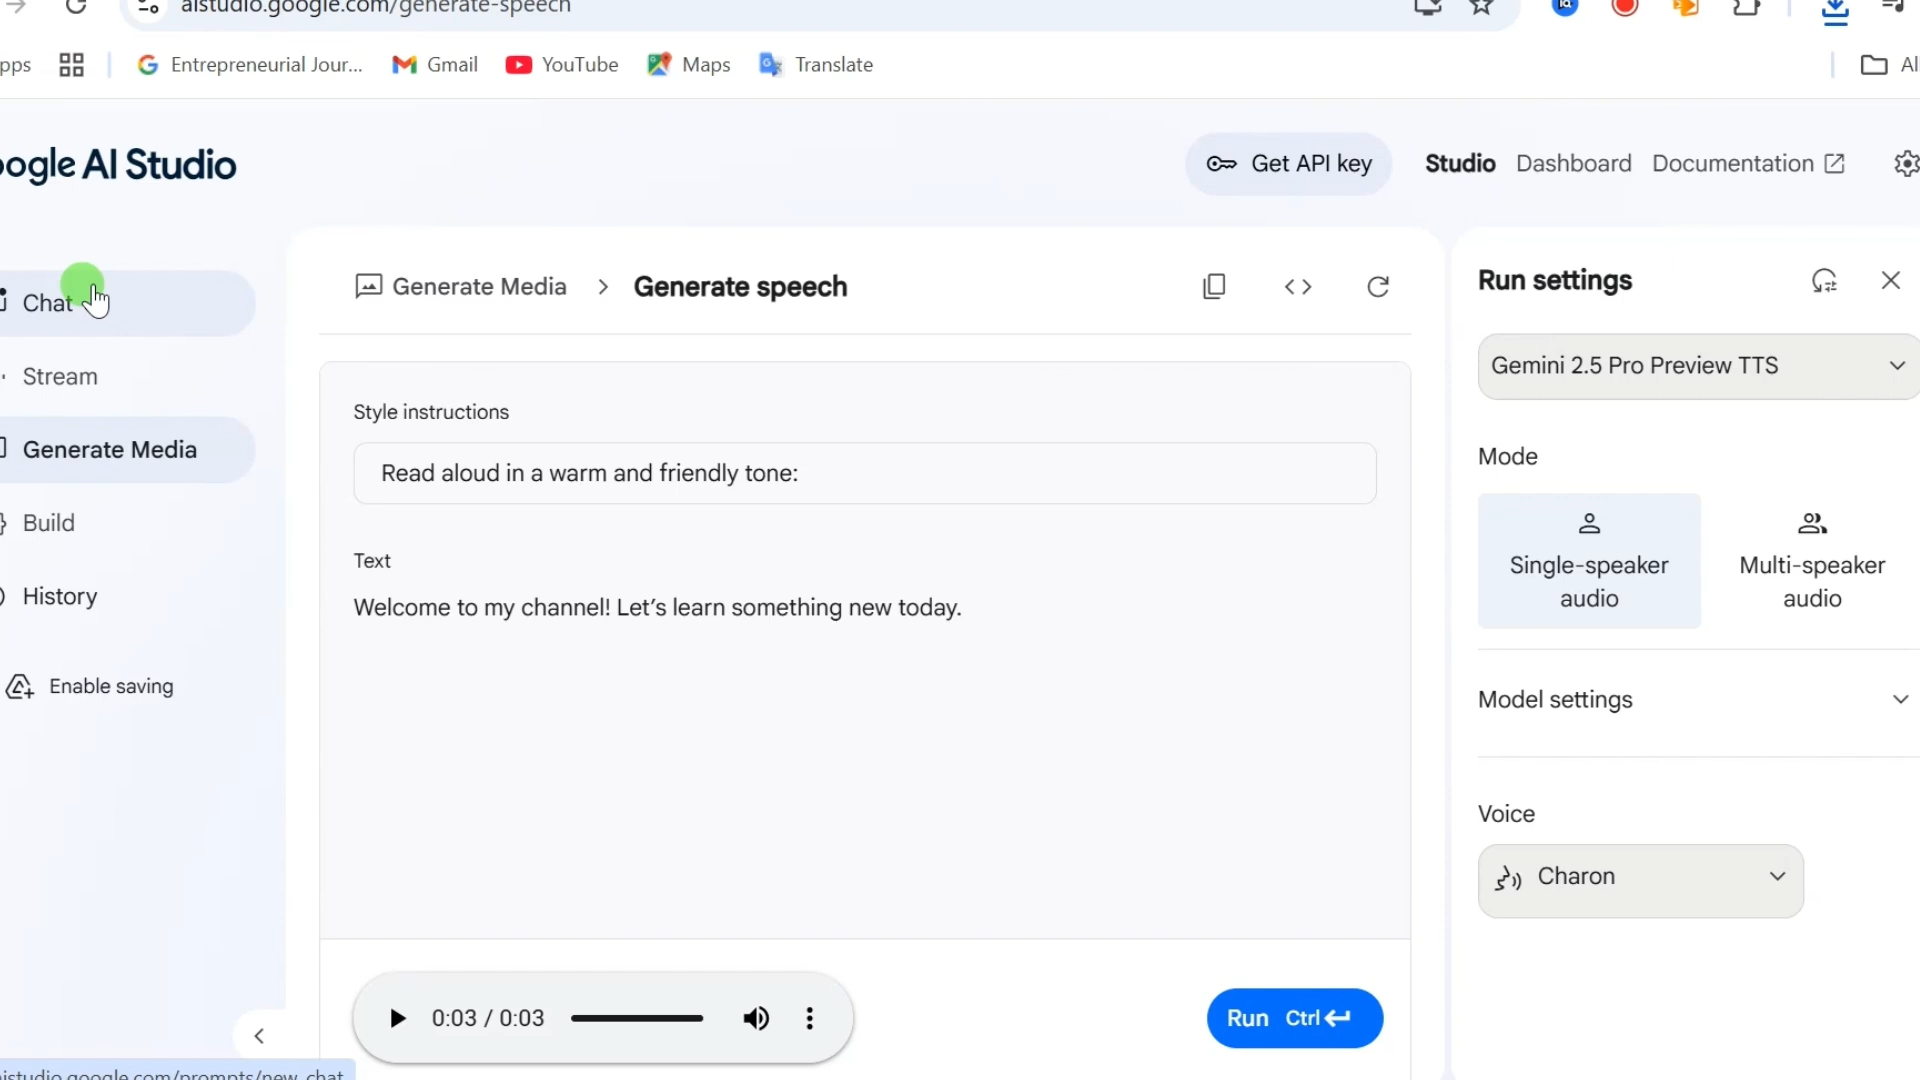 aistudio.google.com/generate-speech
pps Entrepreneurial Jour... Gmail YouTube Maps Translate Al
oogle AI Studio Get API key Studio Dashboard Documentation
Chat
Stream
Generate Media
Build
History
Enable saving
Generate Media > Generate speech
Style instructions
Read aloud in a warm and friendly tone:
Text
Welcome to my channel! Let’s learn something new today.
0:03 / 0:03
Run Ctrl
Run settings
Gemini 2.5 Pro Preview TTS
Mode
Single-speaker audio
Multi-speaker audio
Model settings
Voice
Charon
aistudio.google.com/prompts/new_chat